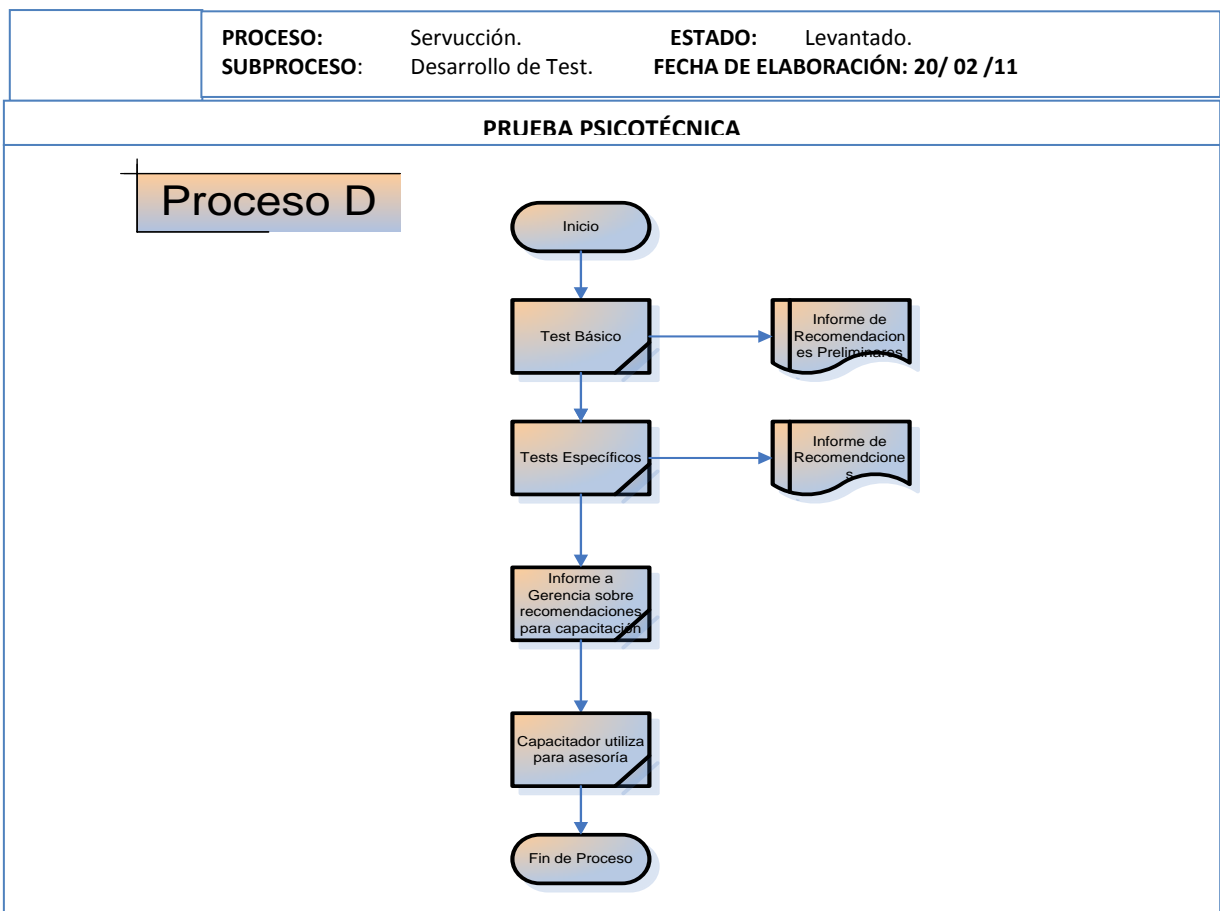 PROCESO: Servucción. ESTADO: Levantado.
SUBPROCESO: Desarrollo de Test. FECHA DE ELABORACIÓN: 20/ 02 /11
PRUEBA PSICOTÉCNICA
Proceso D
Inicio
Test Básico
Informe de
Recomendacion
es Preliminares
Tests Específicos
Informe de
Recomendcione
s
Informe a
Gerencia sobre
recomendaciones
para capacitación
Capacitador utiliza
para asesoría
Fin de Proceso